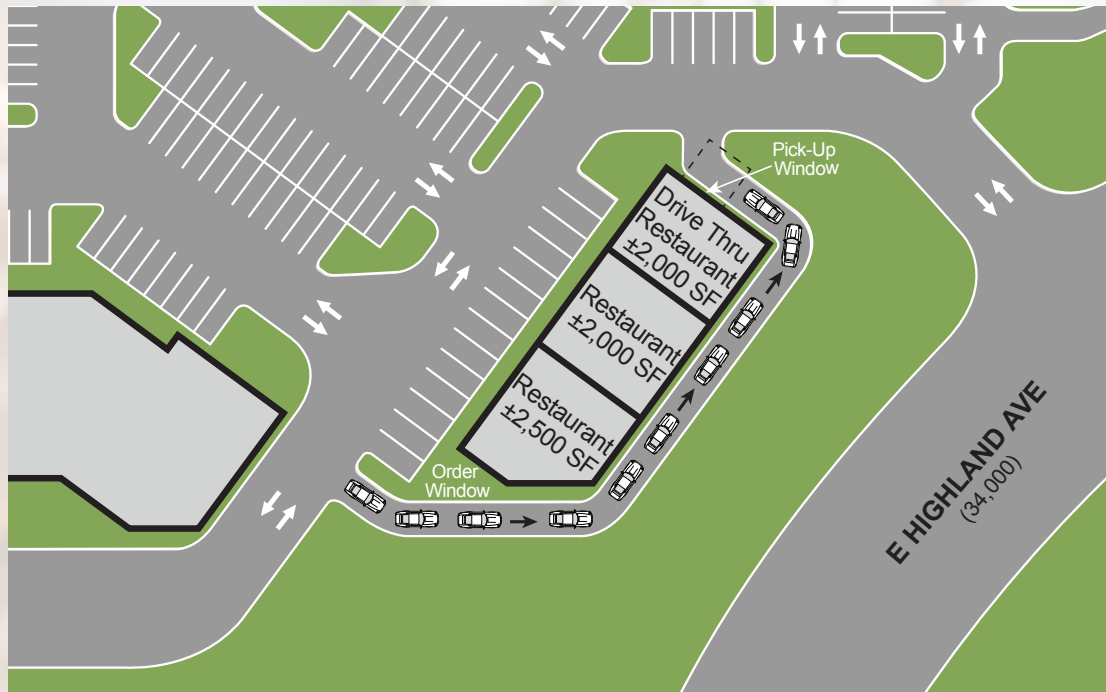 Pick-Up
Window
Drive Thru
Restaurant
±2,000 SF
Restaurant
±2,000 SF
Restaurant
±2,500 SF
Order
Window
E HIGHLAND AVE
(34,000)